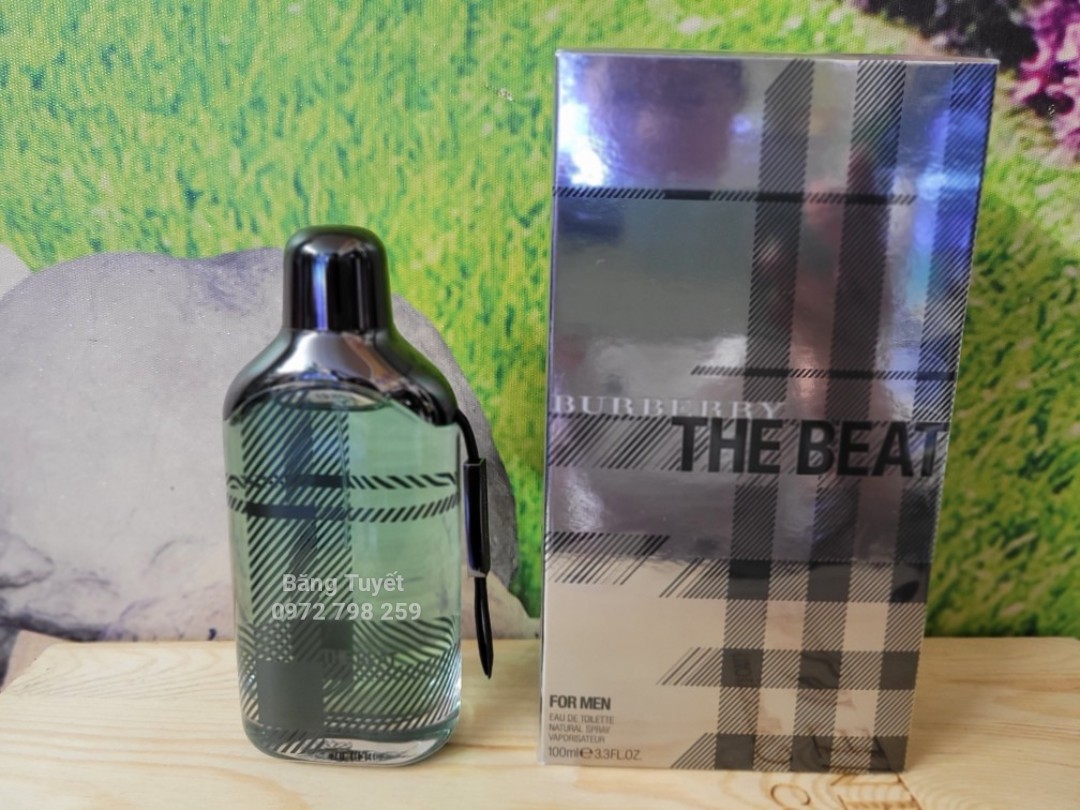 BURBERRY
THE BEAT
Băng Tuyết
0972 798 259
THE
FOR MEN
EAU DE TOILETTE
NATURAL SPRAY
VAPORISATEUR
100ml℮3.3FL.OZ.